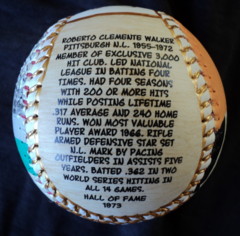 ROBERTO CLEMENTE WALKER
PITTSBURGH N.L. 1955-1972
MEMBER OF EXCLUSIVE 3,000
HIT CLUB. LED NATIONAL
LEAGUE IN BATTING FOUR
TIMES. HAD FOUR SEASONS
WITH 200 OR MORE HITS
WHILE POSTING LIFETIME
.317 AVERAGE AND 240 HOME
RUNS. WON MOST VALUABLE
PLAYER AWARD 1966. RIFLE
ARMED DEFENSIVE STAR SET
N.L. MARK BY PACING
OUTFIELDERS IN ASSISTS FIVE
YEARS. BATTED .362 IN TWO
WORLD SERIES HITTING IN
ALL 14 GAMES.
HALL OF FAME
1973